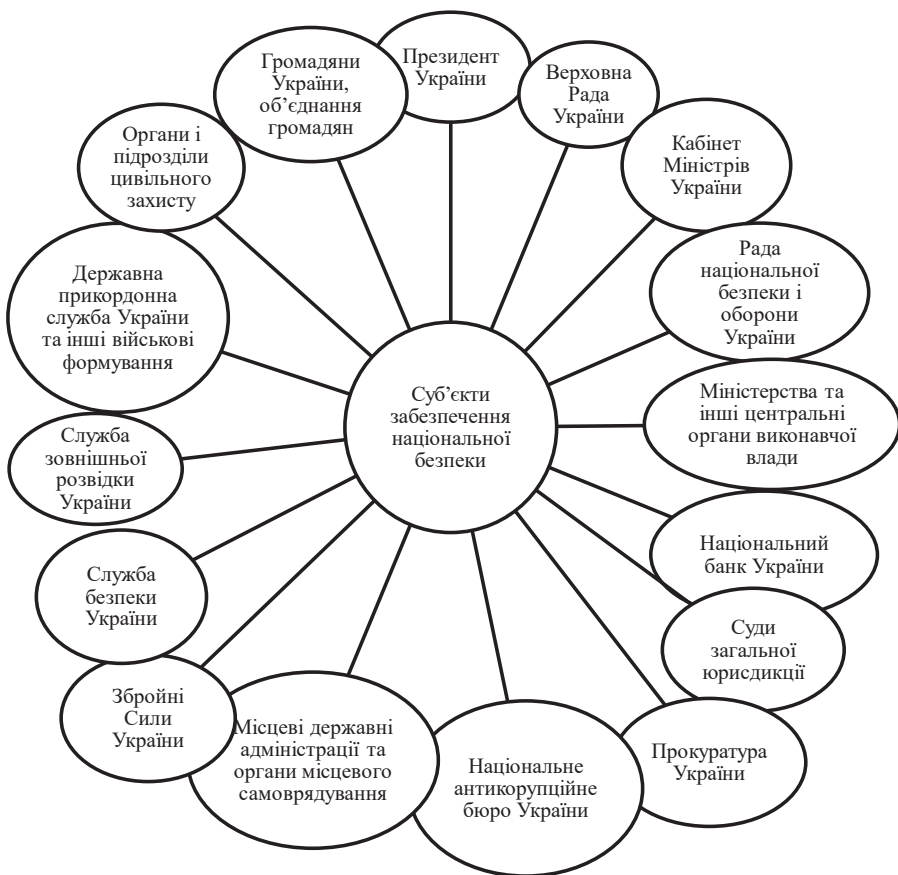 Президент
України
Верховна
Рада
України
Кабінет
Міністрів
України
Рада
національної
безпеки і
оборони
України
Міністерства та
інші центральні
органи виконавчої
влади
Національний
банк України
Суди
загальної
юрисдикції
Прокуратура
України
Національне
антикорупційне
бюро України
Місцеві державні
адміністрації та
органи місцевого
самоврядування
Збройні
Сили
України
Служба
безпеки
України
Служба
зовнішньої
розвідки
України
Державна
прикордонна
служба України
та інші військові
формування
Органи і
підрозділи
цивільного
захисту
Громадяни
України,
об’єднання
громадян
Суб’єкти
забезпечення
національної
безпеки